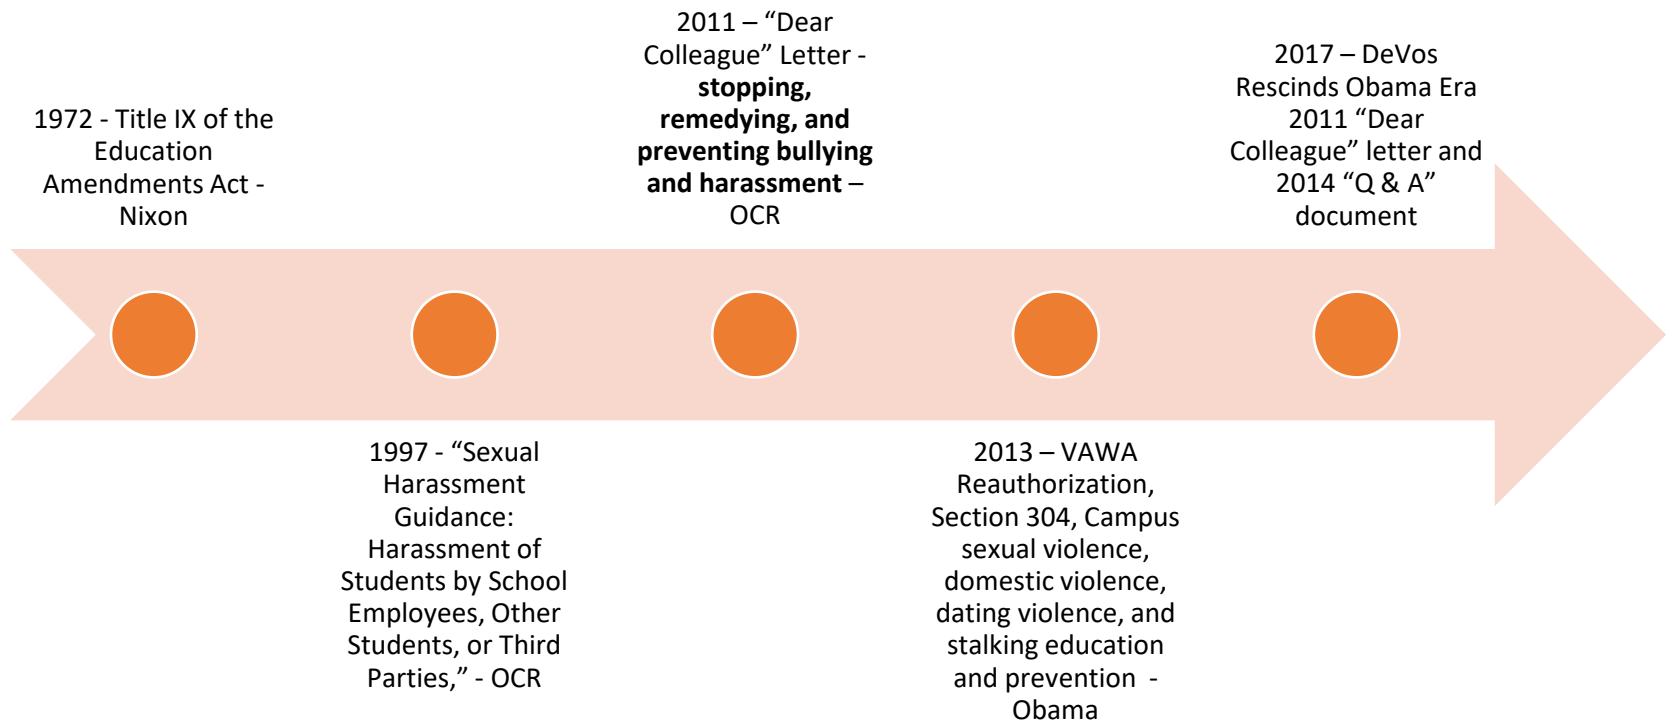 1972 - Title IX of the
Education
Amendments Act -
Nixon
1997 - “Sexual
Harassment
Guidance:
Harassment of
Students by School
Employees, Other
Students, or Third
Parties,” - OCR
2011 – “Dear
Colleague” Letter -
stopping,
remedying, and
preventing bullying
and harassment –
OCR
2013 – VAWA
Reauthorization,
Section 304, Campus
sexual violence,
domestic violence,
dating violence, and
stalking education
and prevention  -
Obama
2017 – DeVos
Rescinds Obama Era
2011 “Dear
Colleague” letter and
2014 “Q & A”
document